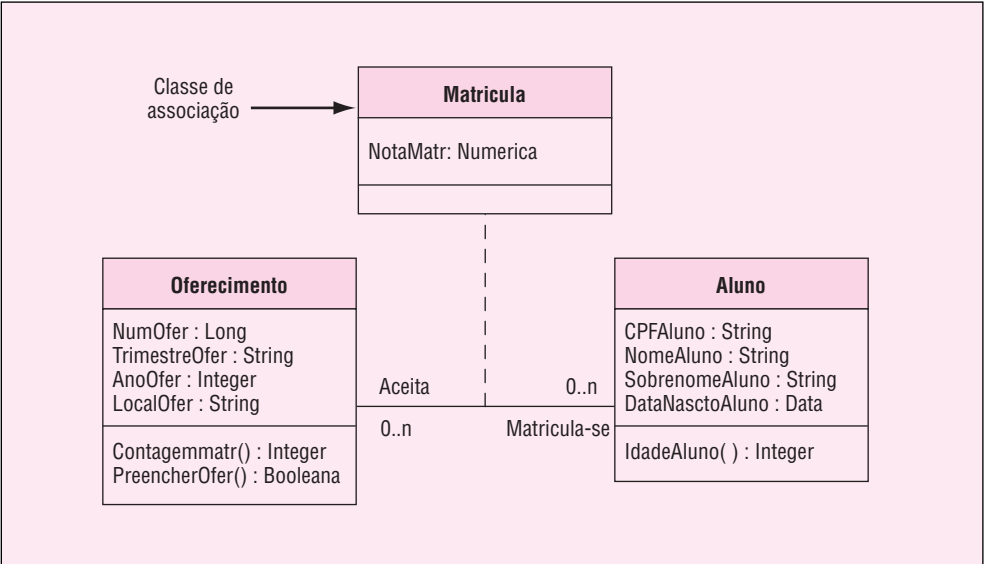 Classe de
associação
Matricula
NotaMatr: Numerica
Oferecimento
NumOfer : Long
TrimestreOfer : String
AnoOfer : Integer
LocalOfer : String
Contagemmatr() : Integer
PreencherOfer() : Booleana
Aceita
0..n
0..n
Matricula-se
Aluno
CPFAluno : String
NomeAluno : String
SobrenomeAluno : String
DataNasctoAluno : Data
IdadeAluno( ) : Integer